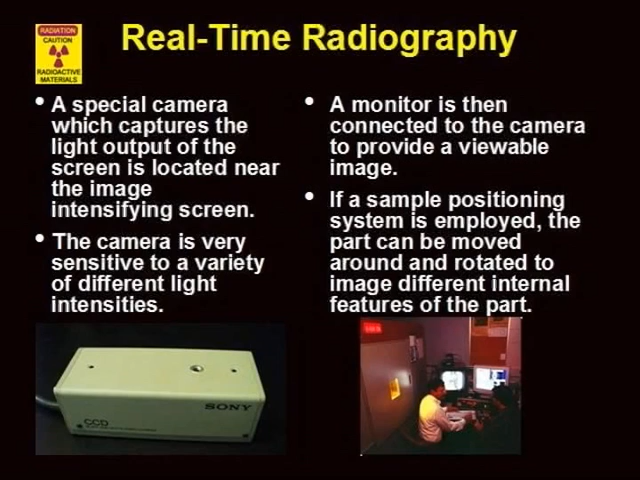 RADIATION
CAUTION
RADIOACTIVE
MATERIALS
Real-Time Radiography
• A special camera
which captures the
light output of the
screen is located near
the image
intensifying screen.
• The camera is very
sensitive to a variety
of different light
intensities.
• A monitor is then
connected to the camera
to provide a viewable
image.
• If a sample positioning
system is employed, the
part can be moved
around and rotated to
image different internal
features of the part.
SONY
CCD